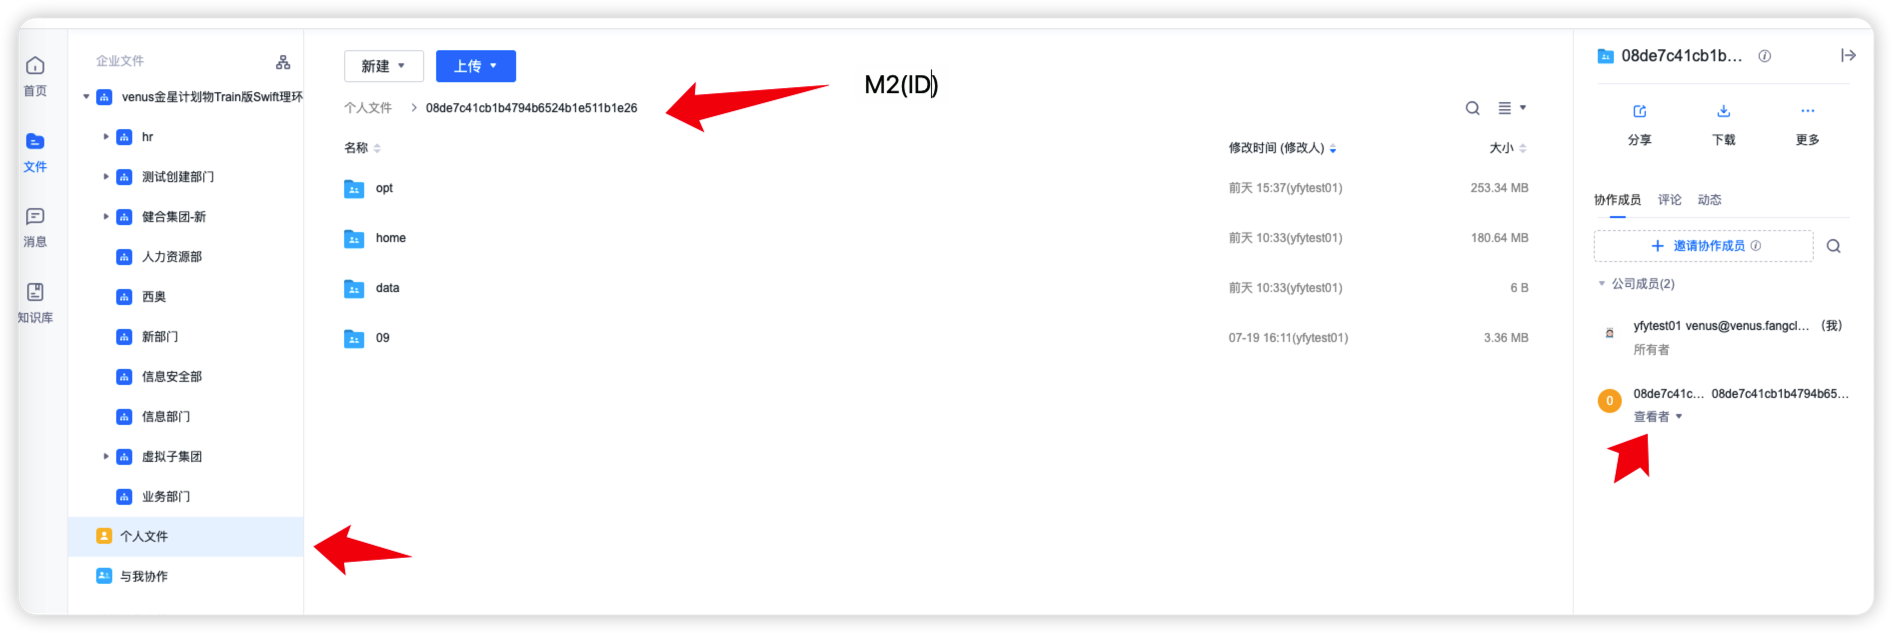 首页
文件
消息
知识库
企业文件
venus金星计划物Train版Swift理环
hr
测试创建部门
健合集团-新
人力资源部
西奥
新部门
信息安全部
信息部门
虚拟子集团
业务部门
个人文件
与我协作
新建
上传
M2(ID)
个人文件 > 08de7c41cb1b4794b6524b1e511b1e26
名称 修改时间 (修改人) 大小
opt 前天 15:37(yfytest01) 253.34 MB
home 前天 10:33(yfytest01) 180.64 MB
data 前天 10:33(yfytest01) 6 B
09 07-19 16:11(yfytest01) 3.36 MB
08de7c41cb1b...
分享 下载 更多
协作成员 评论 动态
+ 邀请协作成员
公司成员(2)
yfytest01 venus@venus.fangcl... (我)
所有者
0
08de7c41c... 08de7c41cb1b4794b65...
查看者